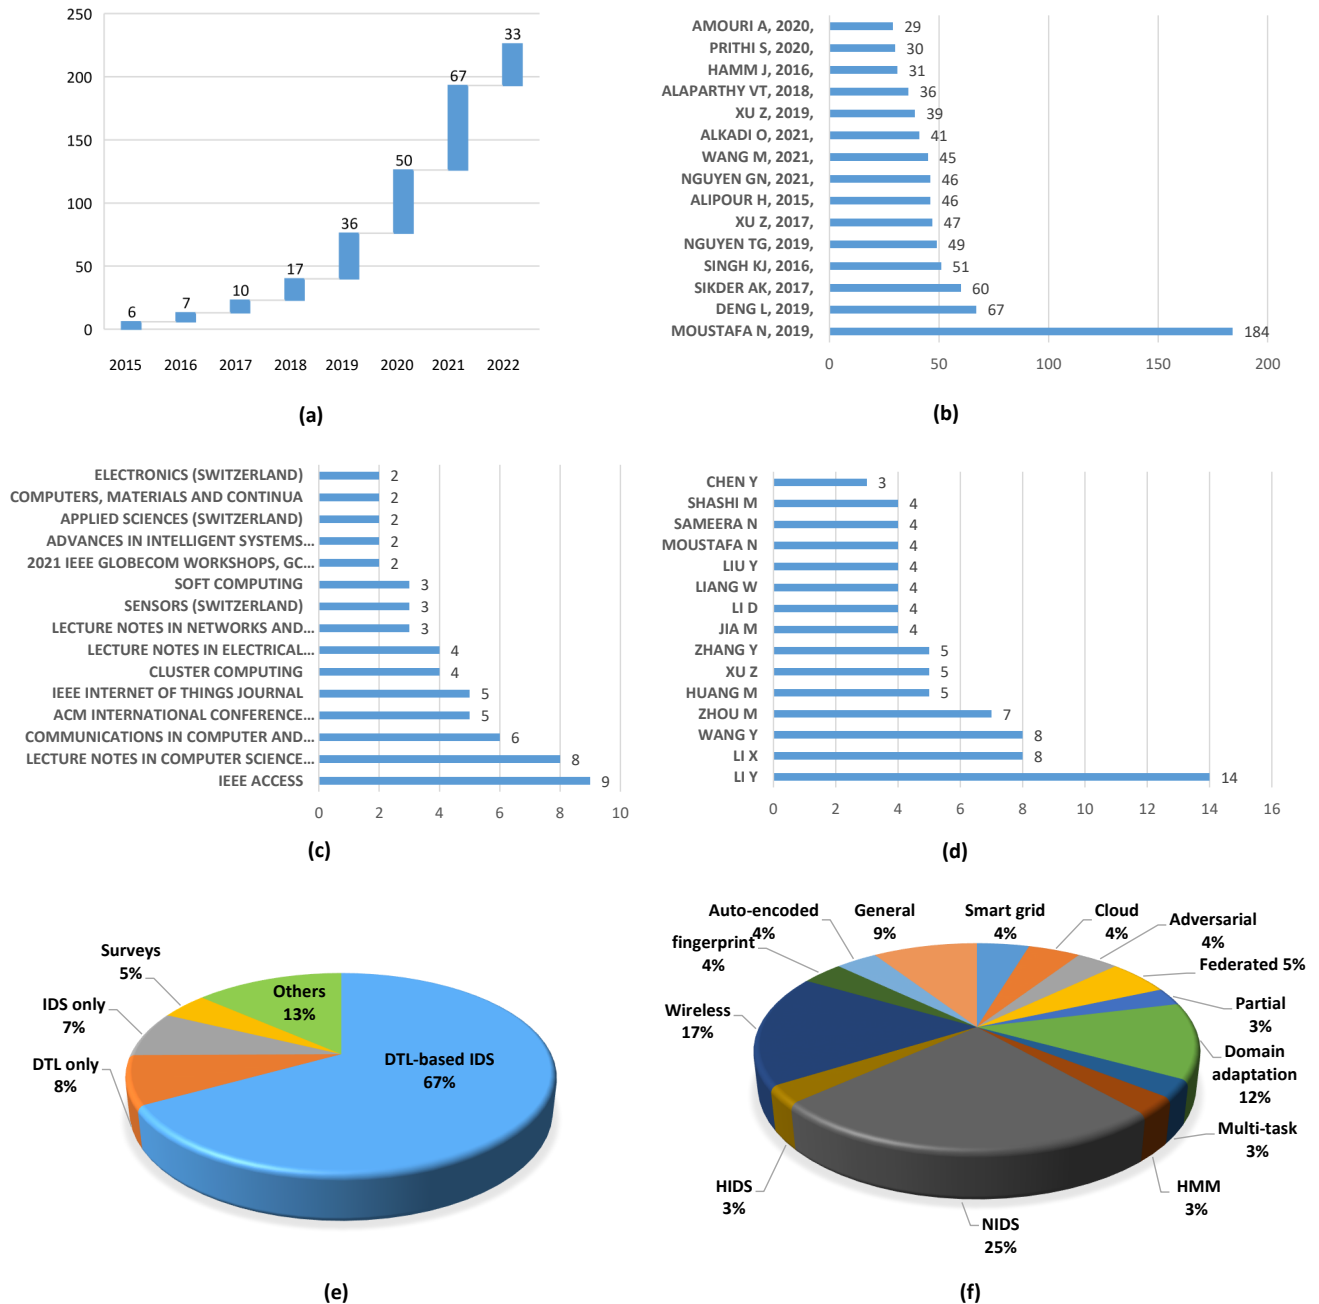 250
200
150
100
50
0
6
7
10
17
36
50
67
33
2015 2016 2017 2018 2019 2020 2021 2022
(a)
AMOURI A, 2020, 29
PRITHI S, 2020, 30
HAMM J, 2016, 31
ALAPARTHY VT, 2018, 36
XU Z, 2019, 39
ALKADI O, 2021, 41
WANG M, 2021, 45
NGUYEN GN, 2021, 46
ALIPOUR H, 2015, 46
XU Z, 2017, 47
NGUYEN TG, 2019, 49
SINGH KJ, 2016, 51
SIKDER AK, 2017, 60
DENG L, 2019, 67
MOUSTAFA N, 2019, 184
0 50 100 150 200
(b)
ELECTRONICS (SWITZERLAND) 2
COMPUTERS, MATERIALS AND CONTINUA 2
APPLIED SCIENCES (SWITZERLAND) 2
ADVANCES IN INTELLIGENT SYSTEMS... 2
2021 IEEE GLOBECOM WORKSHOPS, GC... 2
SOFT COMPUTING 3
SENSORS (SWITZERLAND) 3
LECTURE NOTES IN NETWORKS AND... 3
LECTURE NOTES IN ELECTRICAL... 4
CLUSTER COMPUTING 4
IEEE INTERNET OF THINGS JOURNAL 5
ACM INTERNATIONAL CONFERENCE... 5
COMMUNICATIONS IN COMPUTER AND... 6
LECTURE NOTES IN COMPUTER SCIENCE... 8
IEEE ACCESS 9
0 2 4 6 8 10
(c)
CHEN Y 3
SHASHI M 4
SAMEERA N 4
MOUSTAFA N 4
LIU Y 4
LIANG W 4
LI D 4
JIA M 4
ZHANG Y 5
XU Z 5
HUANG M 5
ZHOU M 7
WANG Y 8
LI X 8
LI Y 14
0 2 4 6 8 10 12 14 16
(d)
Surveys
5%
IDS only
7%
DTL only
8%
Others
13%
DTL-based IDS
67%
(e)
Auto-encoded
4%
General
9%
Smart grid
4%
Cloud
4%
Adversarial
4%
fingerprint
4%
Federated 5%
Wireless
17%
Partial
3%
Domain
adaptation
12%
Multi-task
3%
HIDS
3%
HMM
3%
NIDS
25%
(f)